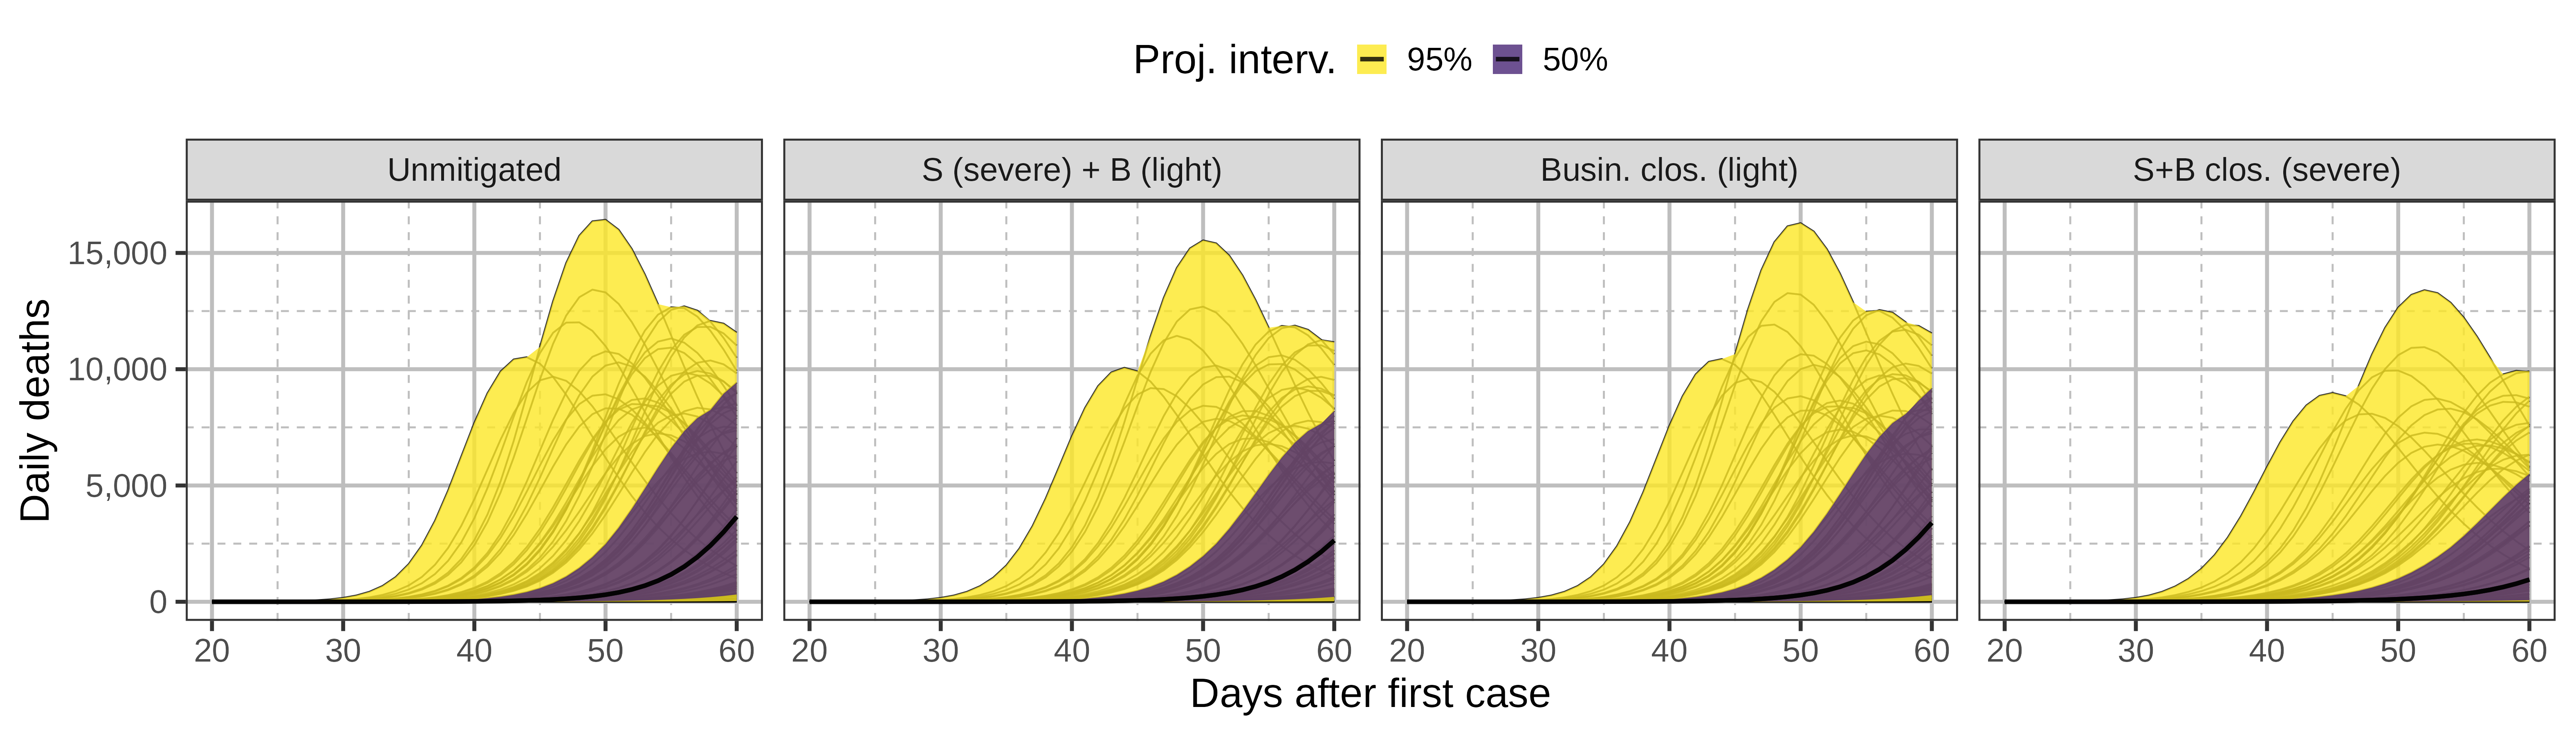 Proj. interv. 95% 50%
Unmitigated
S (severe) + B (light)
Busin. clos. (light)
S+B clos. (severe)
Daily deaths
15,000
10,000
5,000
0
20 30 40 50 60
20 30 40 50 60
20 30 40 50 60
20 30 40 50 60
Days after first case